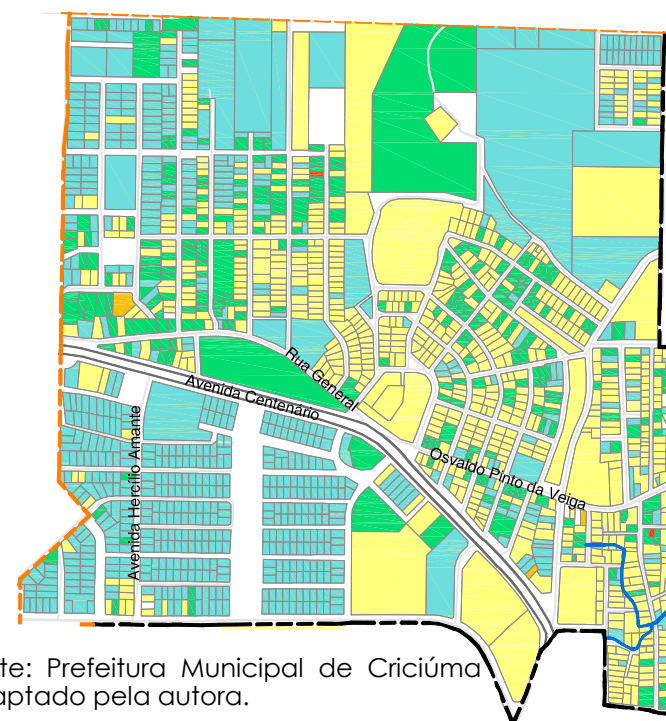 Rua General
Avenida Centenário
Avenida Hercílio Amante
Osvaldo Pinto da Veiga
te: Prefeitura Municipal de Criciúma
aptado pela autora.